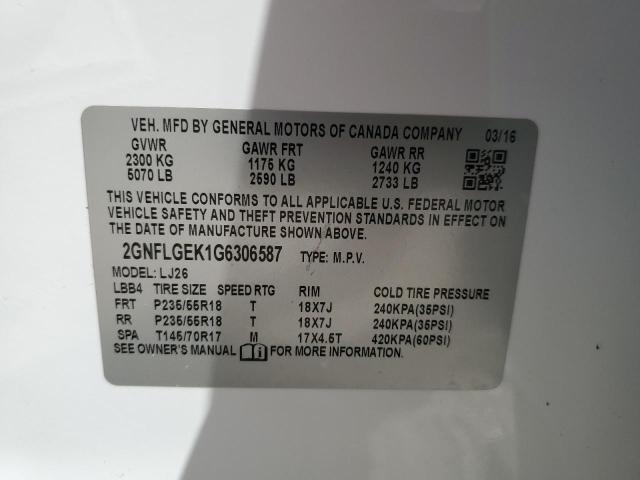 VEH. MFD BY GENERAL MOTORS OF CANADA COMPANY 03/16
GVWR GAWR FRT GAWR RR
2300 KG 1175 KG 1240 KG
5070 LB 2590 LB 2733 LB
THIS VEHICLE CONFORMS TO ALL APPLICABLE U.S. FEDERAL MOTOR
VEHICLE SAFETY AND THEFT PREVENTION STANDARDS IN EFFECT ON
THE DATE OF MANUFACTURE SHOWN ABOVE.
2GNFLGEK1G6306587 TYPE: M.P.V.
MODEL: LJ26
LBB4 TIRE SIZE SPEED RTG RIM COLD TIRE PRESSURE
FRT P235/55R18 T 18X7J 240KPA(35PSI)
RR P235/55R18 T 18X7J 240KPA(35PSI)
SPA T145/70R17 M 17X4.5T 420KPA(60PSI)
SEE OWNER'S MANUAL FOR MORE INFORMATION.